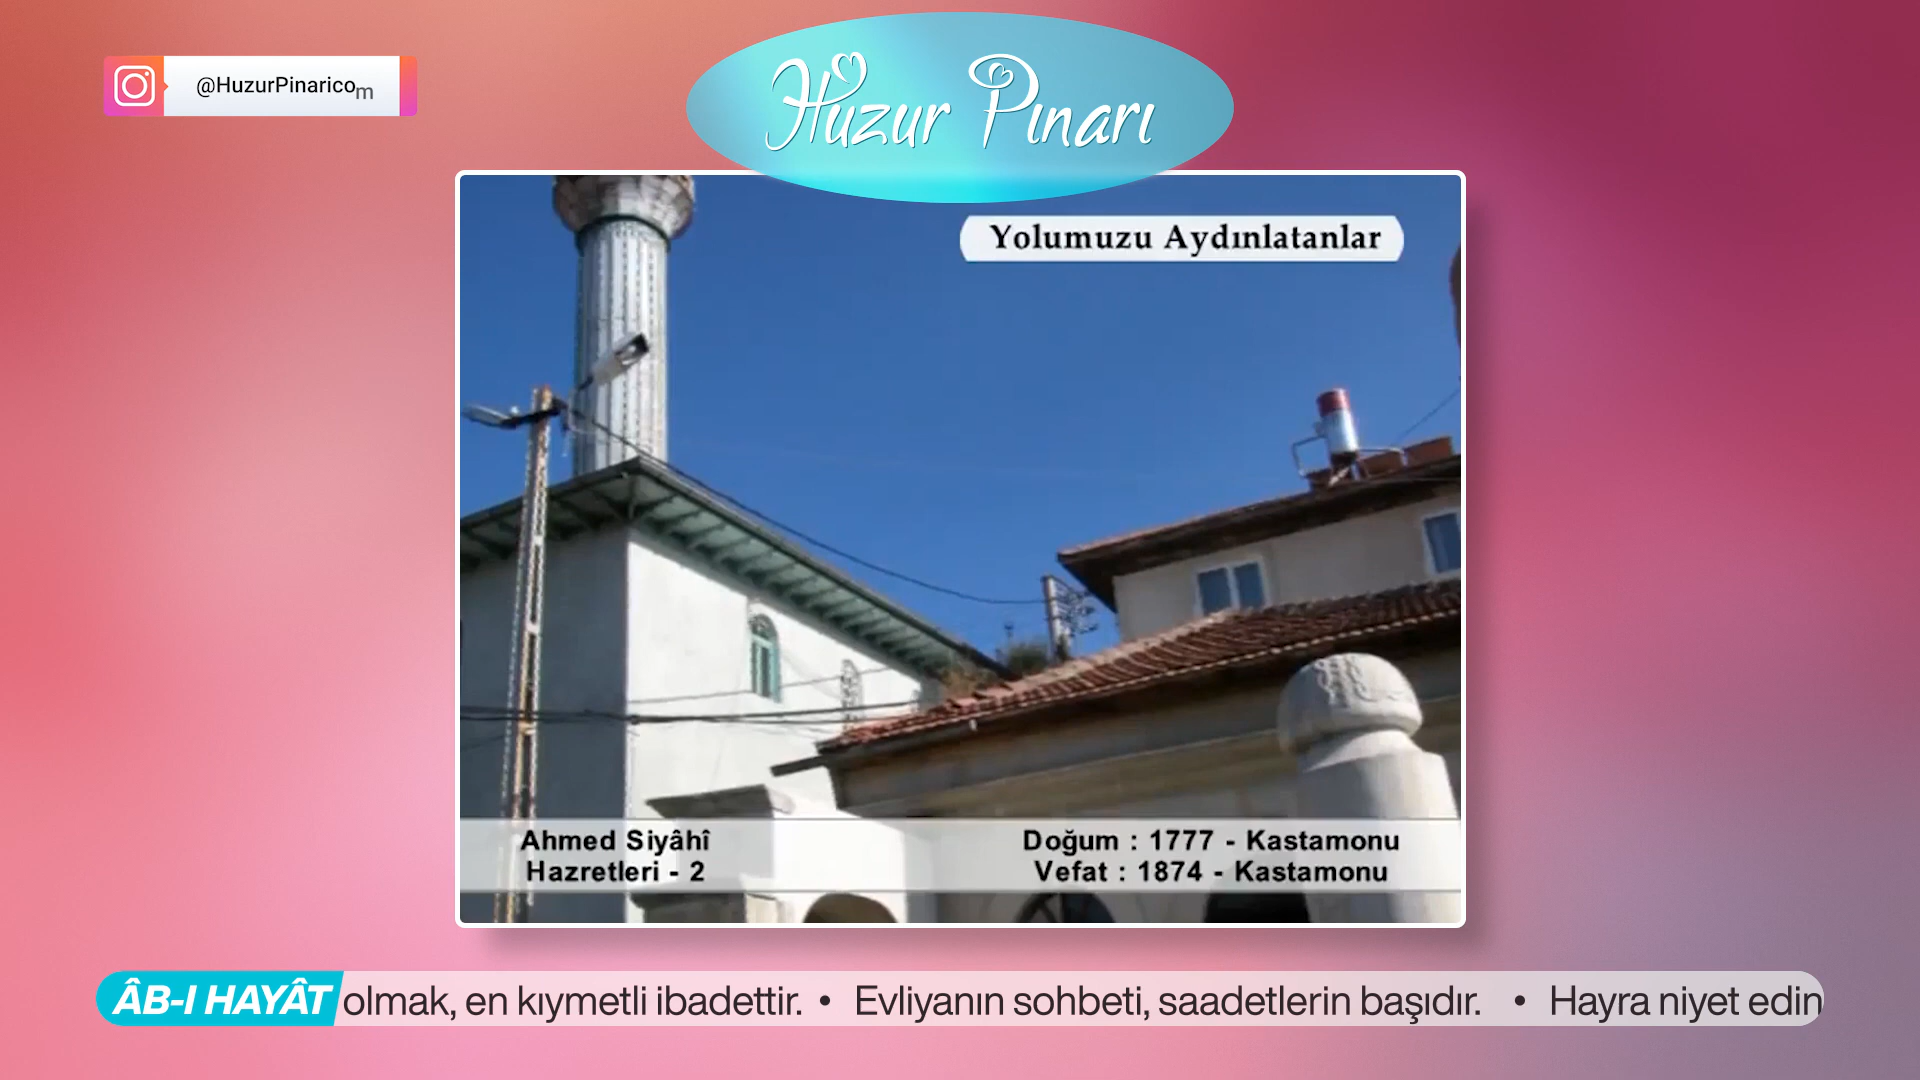 @HuzurPinaricom
Huzur Pınarı
Yolumuzu Aydınlatanlar
Ahmed Siyâhî
Hazretleri - 2
Doğum : 1777 - Kastamonu
Vefat : 1874 - Kastamonu
ÂB-I HAYÂT olmak, en kıymetli ibadettir. • Evliyanın sohbeti, saadetlerin başıdır. • Hayra niyet edin